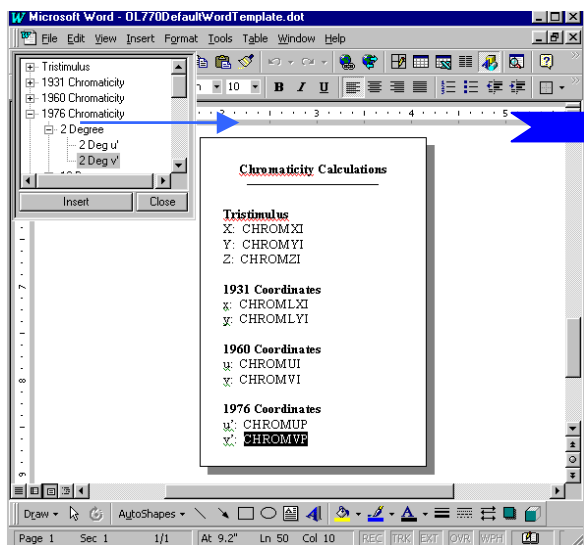 Microsoft Word - OL770DefaultWordTemplate.dot
File Edit View Insert Format Tools Table Window Help
Tristimulus
1931 Chromaticity
1960 Chromaticity
1976 Chromaticity
2 Degree
2 Deg u'
2 Deg v'
Insert Close
10 B I U
3 4 5
Chromaticity Calculations
Tristimulus
X: CHROMXI
Y: CHROMYI
Z: CHROMZI
1931 Coordinates
x: CHROMLXI
y: CHROMLYI
1960 Coordinates
u: CHROMUI
v: CHROMVI
1976 Coordinates
u': CHROMUP
v': CHROMVP
Draw AutoShapes
Page 1 Sec 1 1/1 At 9.2" Ln 50 Col 10 REC TRK EXT OVR WPH